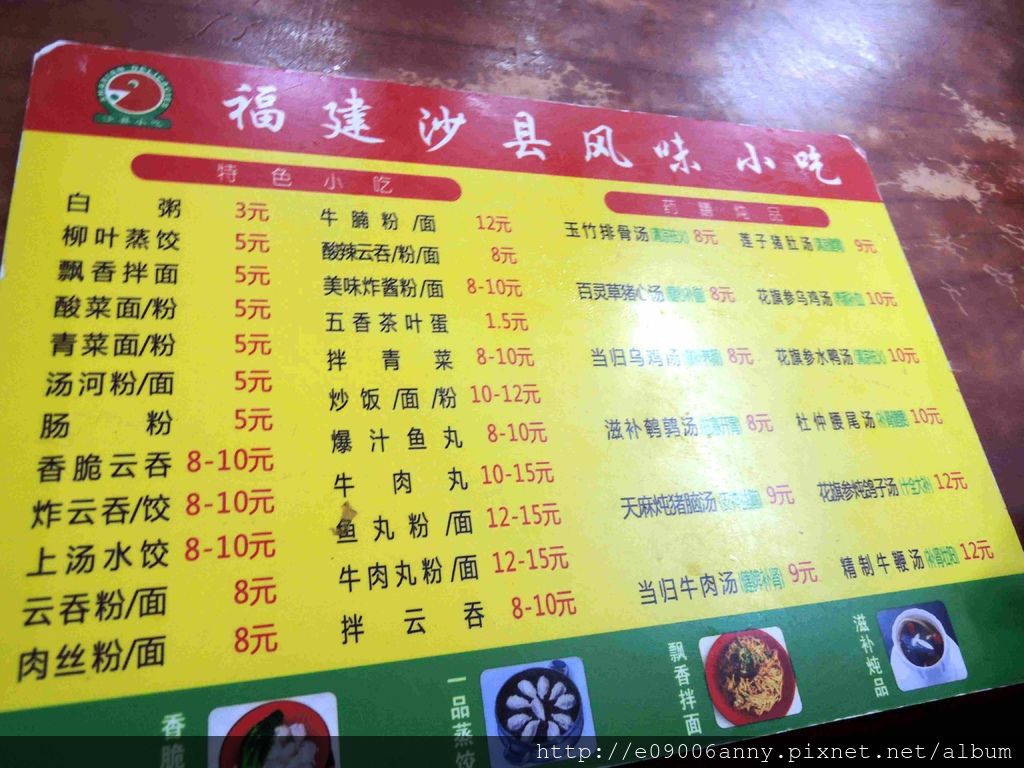 沙县小吃
福建沙县风味小吃
特色小吃
白粥 3元
柳叶蒸饺 5元
飘香拌面 5元
酸菜面/粉 5元
青菜面/粉 5元
汤河粉/面 5元
肠粉 5元
香脆云吞 8-10元
炸云吞/饺 8-10元
上汤水饺 8-10元
云吞粉/面 8元
肉丝粉/面 8元
牛腩粉/面 12元
酸辣云吞/粉/面 8元
美味炸酱粉/面 8-10元
五香茶叶蛋 1.5元
拌青菜 8-10元
炒饭/面/粉 10-12元
爆汁鱼丸 8-10元
牛肉丸 10-15元
鱼丸粉/面 12-15元
牛肉丸粉/面 12-15元
拌云吞 8-10元
药膳炖品
玉竹排骨汤 8元
百灵草猪心汤 8元
当归乌鸡汤 8元
滋补鹌鹑汤 8元
天麻炖猪脑汤 9元
当归牛肉汤 9元
莲子猪肚汤 9元
花旗参乌鸡汤 10元
花旗参水鸭汤 10元
杜仲腰尾汤 10元
花旗参炖鸽子汤 十全大补 12元
精制牛鞭汤 12元
香脆
一品蒸饺
飘香拌面
滋补炖品
http://e09006anny.pixnet.net/album